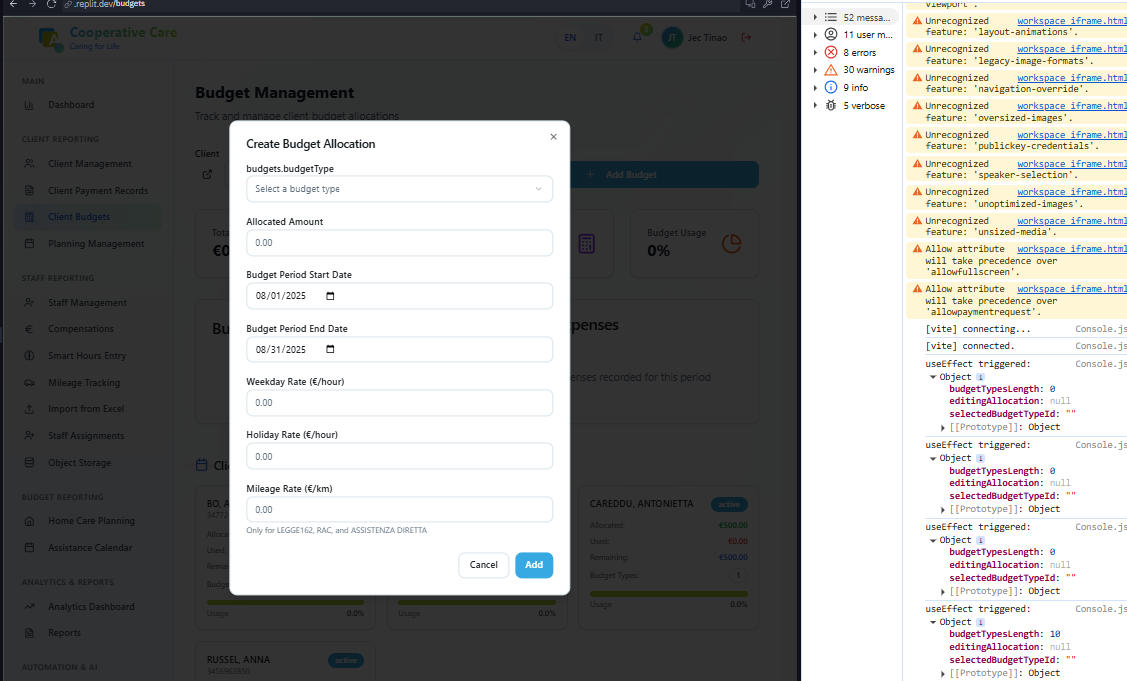 .replit.dev/budgets
Cooperative Care
Caring for Life
EN IT
JT Jec Tinao
MAIN
Dashboard
CLIENT REPORTING
Client Management
Client Payment Records
Client Budgets
Planning Management
STAFF REPORTING
Staff Management
Compensations
Smart Hours Entry
Mileage Tracking
Import from Excel
Staff Assignments
Object Storage
BUDGET REPORTING
Home Care Planning
Assistance Calendar
ANALYTICS & REPORTS
Analytics Dashboard
Reports
AUTOMATION & AI
Budget Management
Track and manage client budget allocations
Client
+ Add Budget
Budget Usage
0%
expenses recorded for this period
BO, A
34772
CAREDDU, ANTONIETTA active
Allocated: €500.00
Used: €0.00
Remaining: €500.00
Budget Types: 1
Usage 0.0%
Usage 0.0%
Usage 0.0%
RUSSEL, ANNA active
Create Budget Allocation
×
budgets.budgetType
Select a budget type
Allocated Amount
0.00
Budget Period Start Date
08/01/2025
Budget Period End Date
08/31/2025
Weekday Rate (€/hour)
0.00
Holiday Rate (€/hour)
0.00
Mileage Rate (€/km)
0.00
Only for LEGGE162, RAC, and ASSISTENZA DIRETTA
Cancel Add
52 messa...
11 user m...
8 errors
30 warnings
9 info
5 verbose
viewport'.
Unrecognized workspace_iframe.html
feature: 'layout-animations'.
Unrecognized workspace_iframe.html
feature: 'legacy-image-formats'.
Unrecognized workspace_iframe.html
feature: 'navigation-override'.
Unrecognized workspace_iframe.html
feature: 'oversized-images'.
Unrecognized workspace_iframe.html
feature: 'publickey-credentials'.
Unrecognized workspace_iframe.html
feature: 'speaker-selection'.
Unrecognized workspace_iframe.html
feature: 'unoptimized-images'.
Unrecognized workspace_iframe.html
feature: 'unsized-media'.
Allow attribute workspace_iframe.html
will take precedence over
'allowfullscreen'.
Allow attribute workspace_iframe.html
will take precedence over
'allowpaymentrequest'.
[vite] connecting... Console.js
[vite] connected. Console.js
useEffect triggered: Console.js
Object i
budgetTypesLength: 0
editingAllocation: null
selectedBudgetTypeId: ""
[[Prototype]]: Object
useEffect triggered: Console.js
Object i
budgetTypesLength: 0
editingAllocation: null
selectedBudgetTypeId: ""
[[Prototype]]: Object
useEffect triggered: Console.js
Object i
budgetTypesLength: 0
editingAllocation: null
selectedBudgetTypeId: ""
[[Prototype]]: Object
useEffect triggered: Console.js
Object i
budgetTypesLength: 10
editingAllocation: null
selectedBudgetTypeId: ""
[[Prototype]]: Object